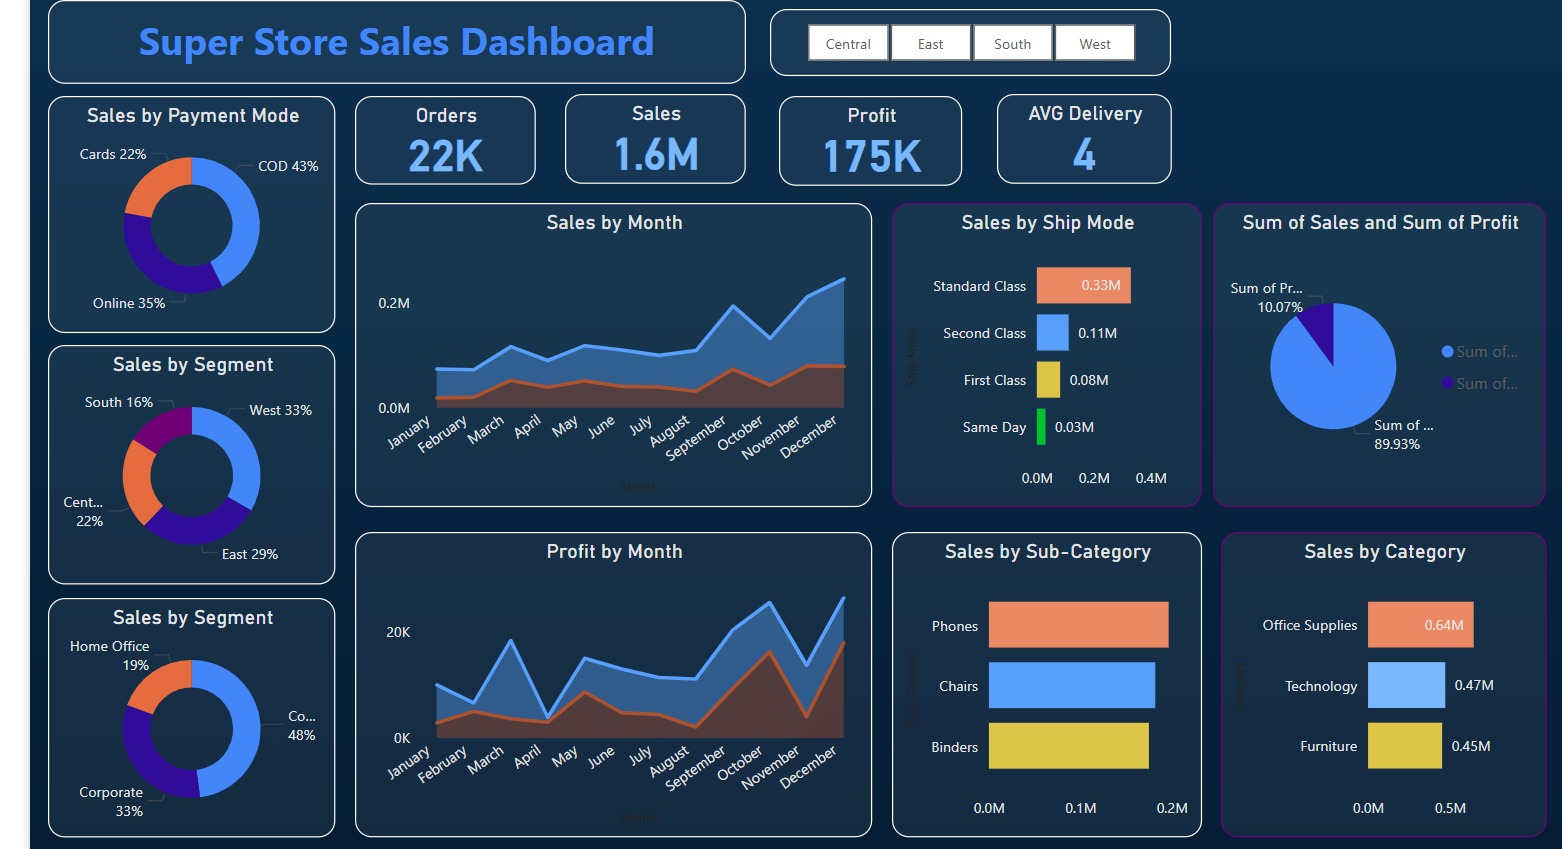 Super Store Sales Dashboard
Central
East
South
West
Sales by Payment Mode
Cards 22%
COD 43%
Online 35%
Orders
22K
Sales
1.6M
Profit
175K
AVG Delivery
4
Sales by Segment
South 16%
West 33%
Cent...
22%
East 29%
Sales by Segment
Home Office
19%
Co...
48%
Corporate
33%
Sales by Month
0.2M
0.0M
January
February
March
April
May
June
July
August
September
October
November
December
Month
Sales by Ship Mode
Ship Mode
Standard Class
0.33M
Second Class
0.11M
First Class
0.08M
Same Day
0.03M
0.0M
0.2M
0.4M
Sum of Sales and Sum of Profit
Sum of Pr...
10.07%
Sum of ...
89.93%
Sum of...
Sum of...
Profit by Month
20K
0K
January
February
March
April
May
June
July
August
September
October
November
December
Month
Sales by Sub-Category
Sub-Category
Phones
Chairs
Binders
0.0M
0.1M
0.2M
Sales by Category
Category
Office Supplies
0.64M
Technology
0.47M
Furniture
0.45M
0.0M
0.5M